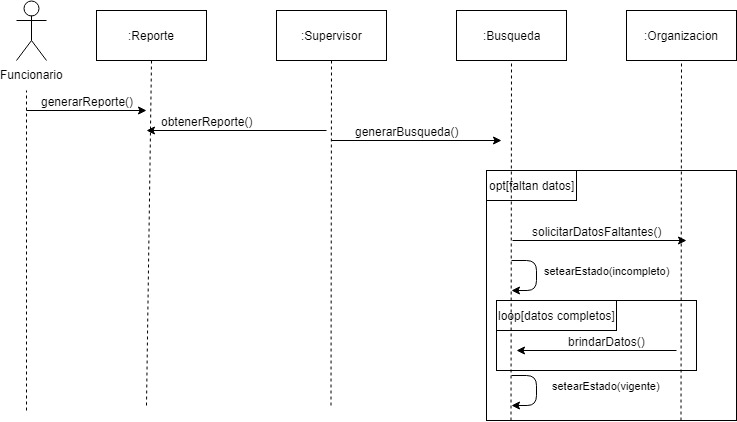 :Reporte
:Supervisor
:Busqueda
:Organizacion
Funcionario
generarReporte()
obtenerReporte()
generarBusqueda()
opt[faltan datos]
solicitarDatosFaltantes()
setearEstado(incompleto)
loop[datos completos]
brindarDatos()
setearEstado(vigente)